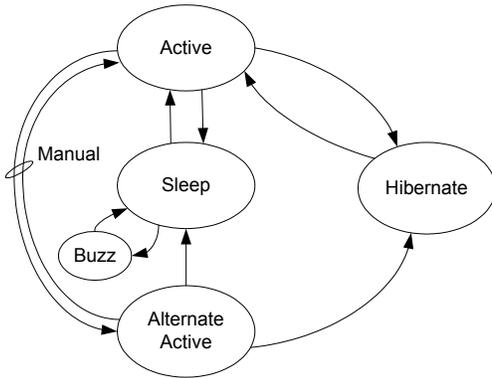 Active
Manual
Sleep
Hibernate
Buzz
Alternate
Active